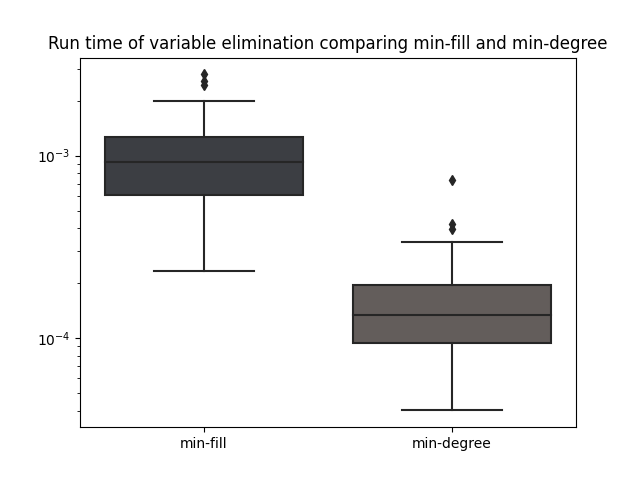 Run time of variable elimination comparing min-fill and min-degree
10⁻³
10⁻⁴
min-fill min-degree